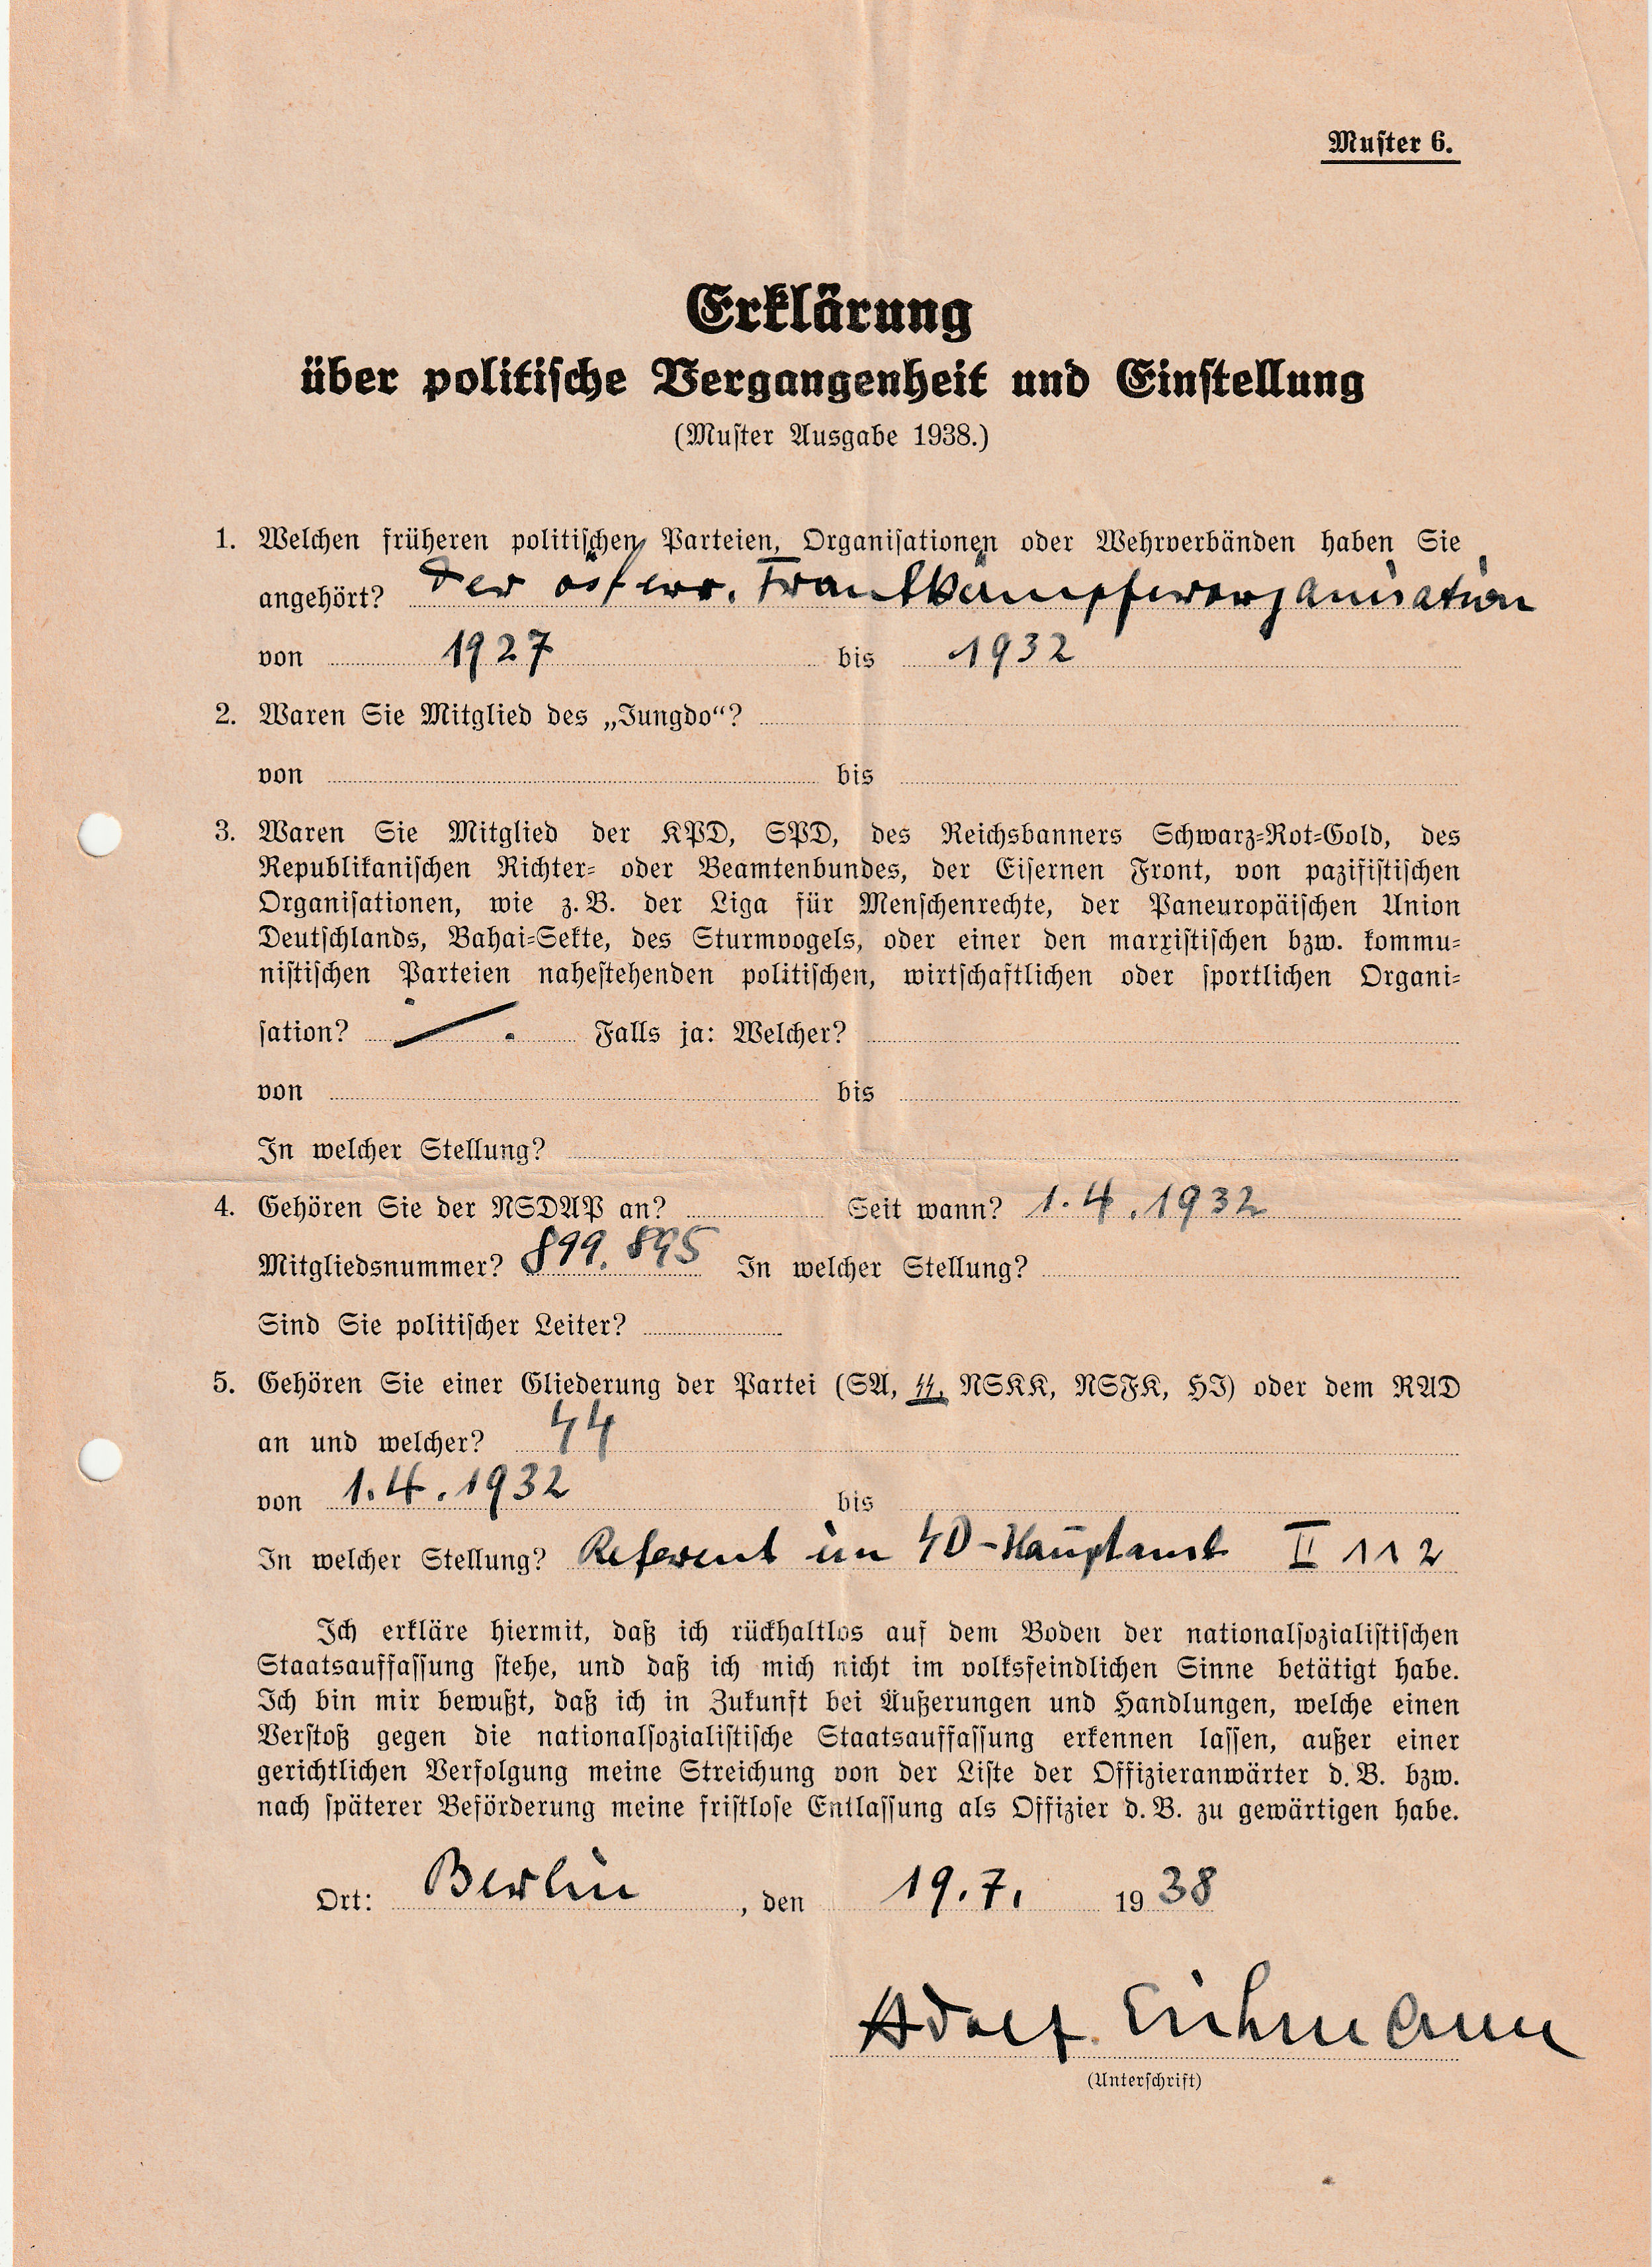 Muster 6.
Erklärung
über politische Vergangenheit und Einstellung
(Muster Ausgabe 1938.)
1. Welchen früheren politischen Parteien, Organisationen oder Wehrverbänden haben Sie
angehört? Der österr. Frontkämpferorganisation
von 1927 bis 1932
2. Waren Sie Mitglied des „Jungdo“?
von bis
3. Waren Sie Mitglied der KPD, SPD, des Reichsbanners Schwarz-Rot-Gold, des
Republikanischen Richter- oder Beamtenbundes, der Eisernen Front, von pazifistischen
Organisationen, wie z. B. der Liga für Menschenrechte, der Paneuropäischen Union
Deutschlands, Bahai-Sekte, des Sturmvogels, oder einer den marxistischen bzw. kommu-
nistischen Parteien nahestehenden politischen, wirtschaftlichen oder sportlichen Organi-
sation? ⁒ Falls ja: Welcher?
von bis
In welcher Stellung?
4. Gehören Sie der NSDAP an? Seit wann? 1.4.1932
Mitgliedsnummer? 899.895 In welcher Stellung?
Sind Sie politischer Leiter?
5. Gehören Sie einer Gliederung der Partei (SA, SS, NSKK, NSFK, HJ) oder dem RAD
an und welcher? SS
von 1.4.1932 bis
In welcher Stellung? Referent im SD-Hauptamt II 112
Ich erkläre hiermit, daß ich rückhaltlos auf dem Boden der nationalsozialistischen
Staatsauffassung stehe, und daß ich mich nicht im volksfeindlichen Sinne betätigt habe.
Ich bin mir bewußt, daß ich in Zukunft bei Äußerungen und Handlungen, welche einen
Verstoß gegen die nationalsozialistische Staatsauffassung erkennen lassen, außer einer
gerichtlichen Verfolgung meine Streichung von der Liste der Offizieranwärter d. B. bzw.
nach späterer Beförderung meine fristlose Entlassung als Offizier d. B. zu gewärtigen habe.
Ort: Berlin, den 19.7. 1938
Adolf Eichmann
(Unterschrift)